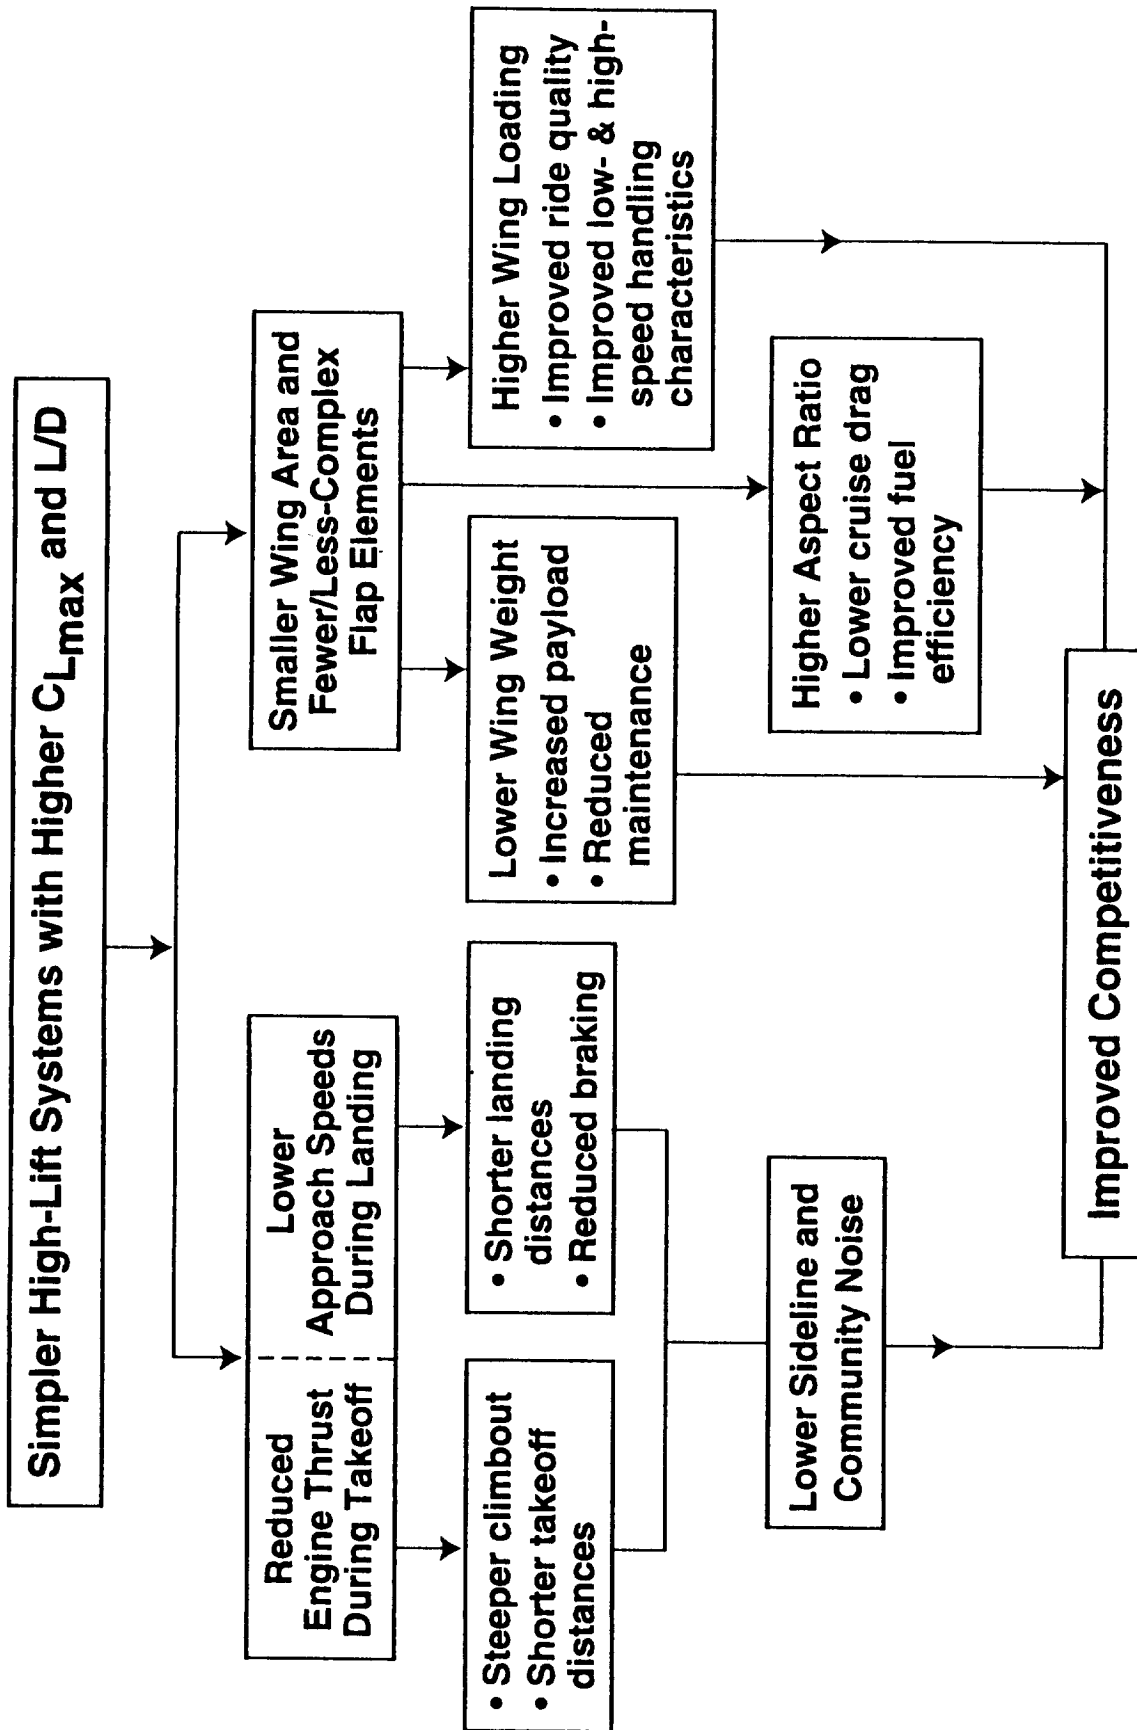 Simpler High-Lift Systems with Higher CLmax and L/D
Reduced
Engine Thrust
During Takeoff
Lower
Approach Speeds
During Landing
Smaller Wing Area and
Fewer/Less-Complex
Flap Elements
• Steeper climbout
• Shorter takeoff
distances
• Shorter landing
distances
• Reduced braking
Lower Wing Weight
• Increased payload
• Reduced
maintenance
Higher Wing Loading
• Improved ride quality
• Improved low- & high-
speed handling
characteristics
Lower Sideline and
Community Noise
Higher Aspect Ratio
• Lower cruise drag
• Improved fuel
efficiency
Improved Competitiveness